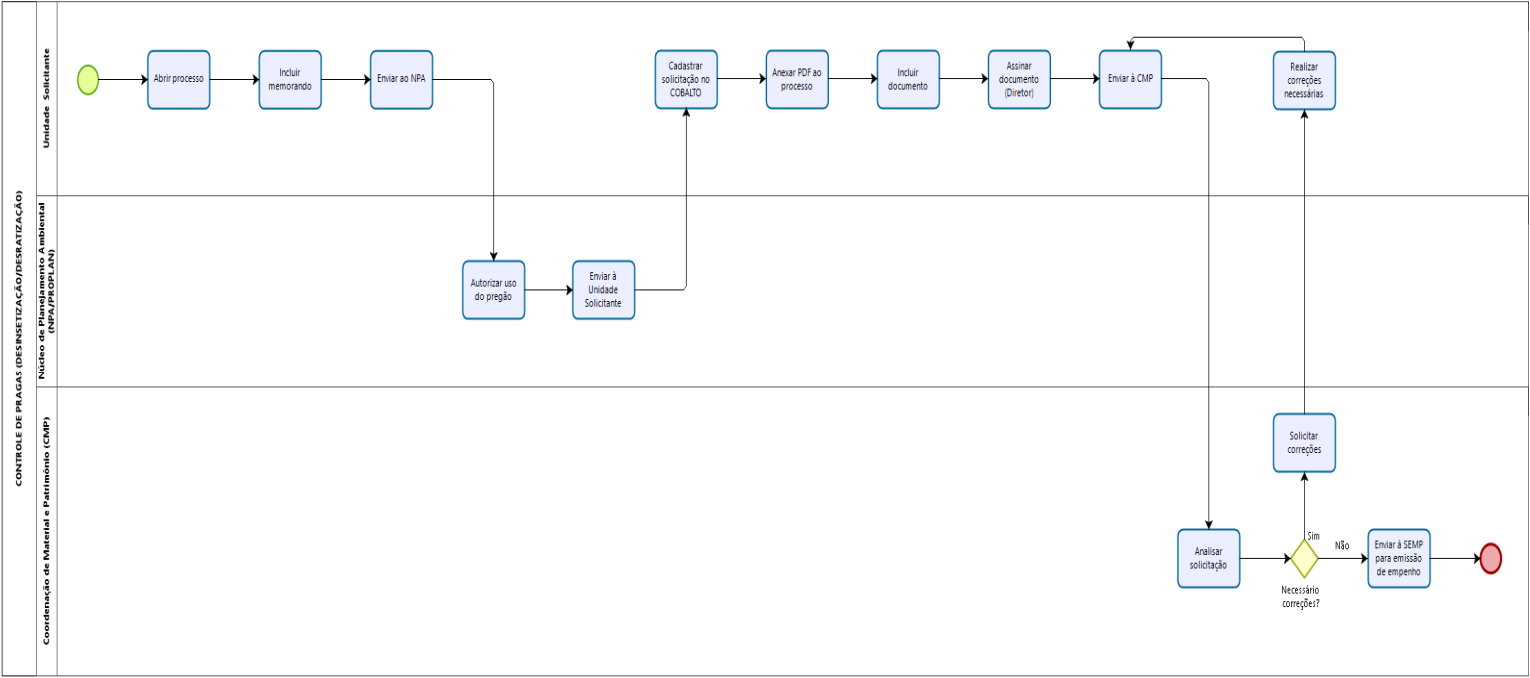 CONTROLE DE PRAGAS (DESINSETIZAÇÃO/DESRATIZAÇÃO)
Unidade Solicitante
Abrir processo
Incluir
memorando
Enviar ao NPA
Cadastrar
solicitação no
COBALTO
Anexar PDF ao
processo
Incluir
documento
Assinar
documento
(Diretor)
Enviar à CMP
Realizar
correções
necessárias
Núcleo de Planejamento Ambiental
(NPA/PROPLAN)
Autorizar uso
do pregão
Enviar à
Unidade
Solicitante
Coordenação de Material e Patrimônio (CMP)
Solicitar
correções
Analisar
solicitação
Sim
Não
Necessário
correções?
Enviar à SEMP
para emissão
de empenho